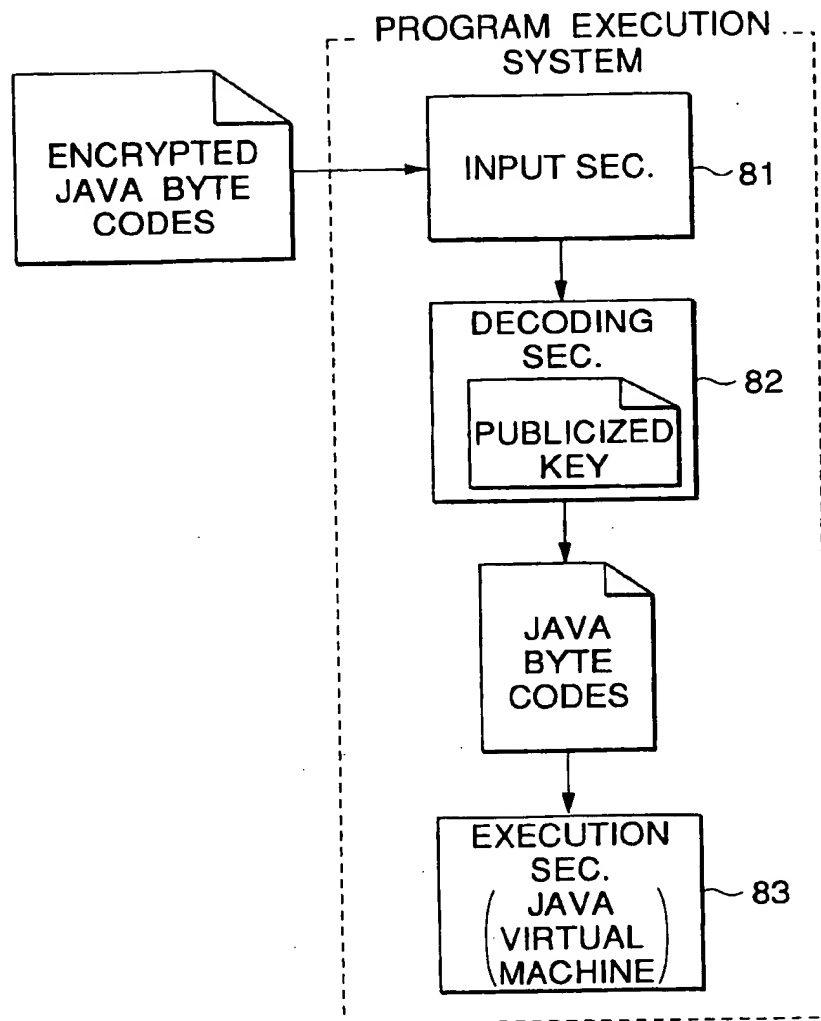 PROGRAM EXECUTION
SYSTEM
ENCRYPTED
JAVA BYTE
CODES
INPUT SEC.
81
DECODING
SEC.
82
PUBLICIZED
KEY
JAVA
BYTE
CODES
EXECUTION
SEC.
(JAVA
VIRTUAL
MACHINE)
83